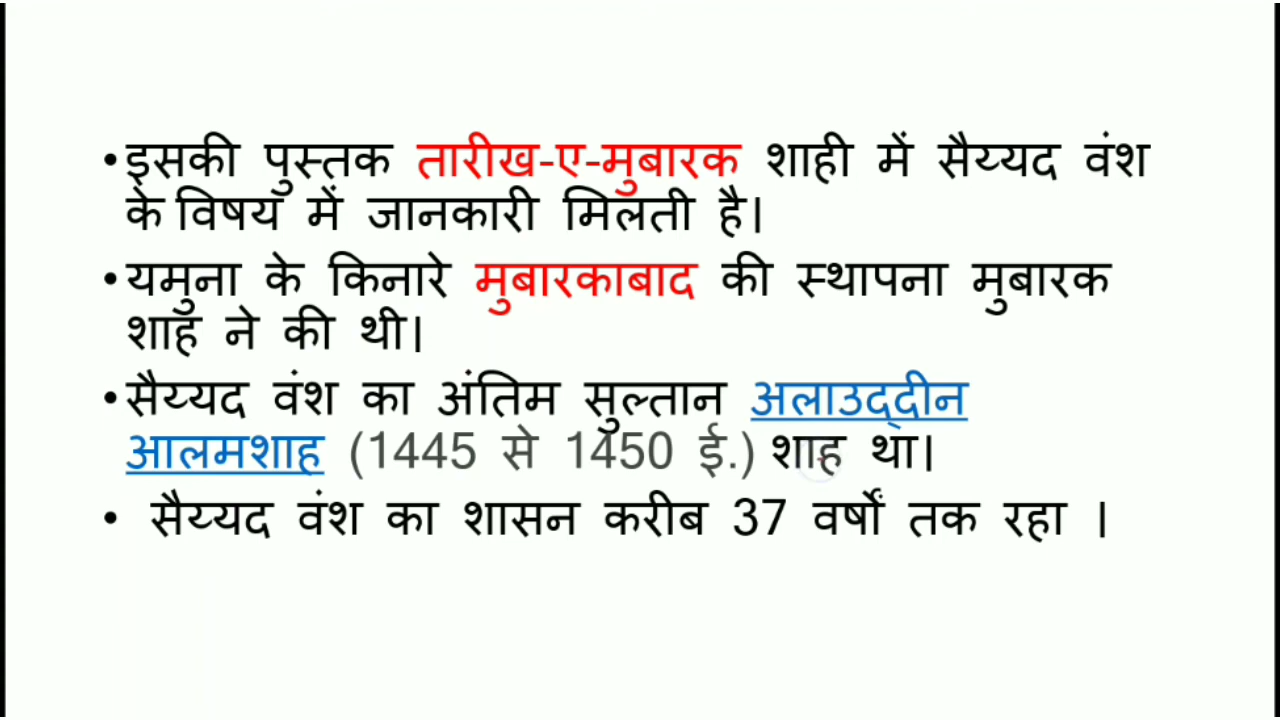 •इसकी पुस्तक तारीख-ए-मुबारक शाही में सैय्यद वंश
के विषय में जानकारी मिलती है।
•यमुना के किनारे मुबारकाबाद की स्थापना मुबारक
शाह ने की थी।
•सैय्यद वंश का अंतिम सुल्तान अलाउद्दीन
आलमशाह (1445 से 1450 ई.) शाह था।
• सैय्यद वंश का शासन करीब 37 वर्षों तक रहा ।